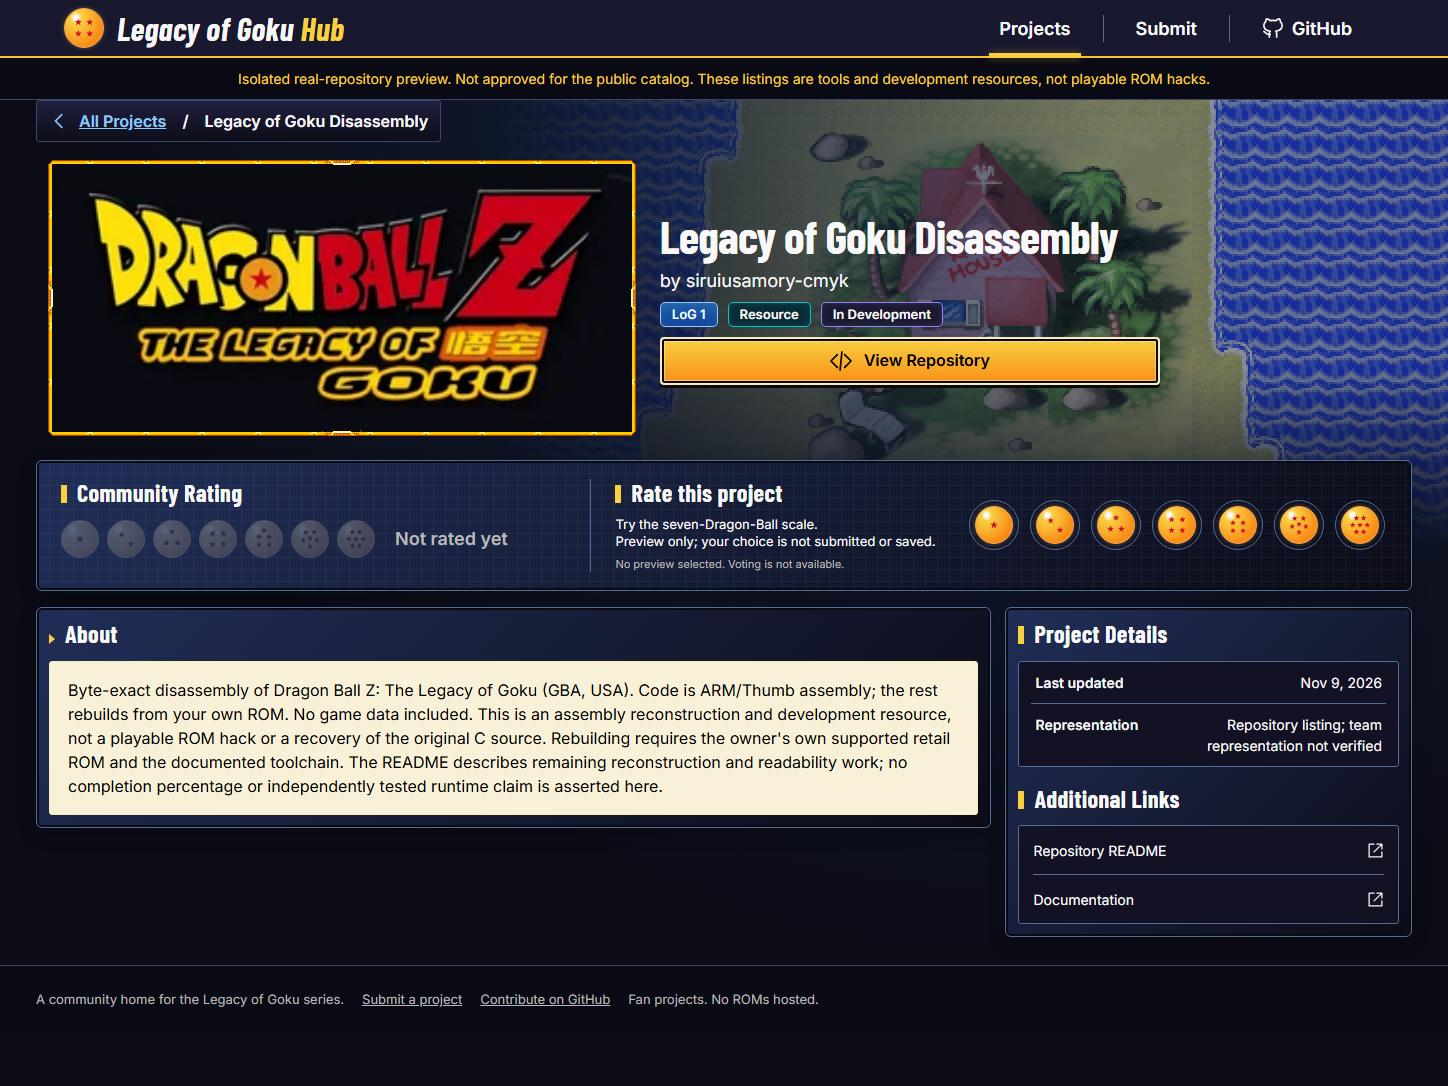 Legacy of Goku Hub
Projects
Submit
GitHub
Isolated real-repository preview. Not approved for the public catalog. These listings are tools and development resources, not playable ROM hacks.
All Projects / Legacy of Goku Disassembly
DRAGON BALL Z
THE LEGACY OF 悟空
GOKU
HOUSE
Legacy of Goku Disassembly
by siruiusamory-cmyk
LoG 1
Resource
In Development
View Repository
Community Rating
Not rated yet
Rate this project
Try the seven-Dragon-Ball scale.
Preview only; your choice is not submitted or saved.
No preview selected. Voting is not available.
About
Byte-exact disassembly of Dragon Ball Z: The Legacy of Goku (GBA, USA). Code is ARM/Thumb assembly; the rest
rebuilds from your own ROM. No game data included. This is an assembly reconstruction and development resource,
not a playable ROM hack or a recovery of the original C source. Rebuilding requires the owner's own supported retail
ROM and the documented toolchain. The README describes remaining reconstruction and readability work; no
completion percentage or independently tested runtime claim is asserted here.
Project Details
Last updated
Nov 9, 2026
Representation
Repository listing; team
representation not verified
Additional Links
Repository README
Documentation
A community home for the Legacy of Goku series.
Submit a project
Contribute on GitHub
Fan projects. No ROMs hosted.